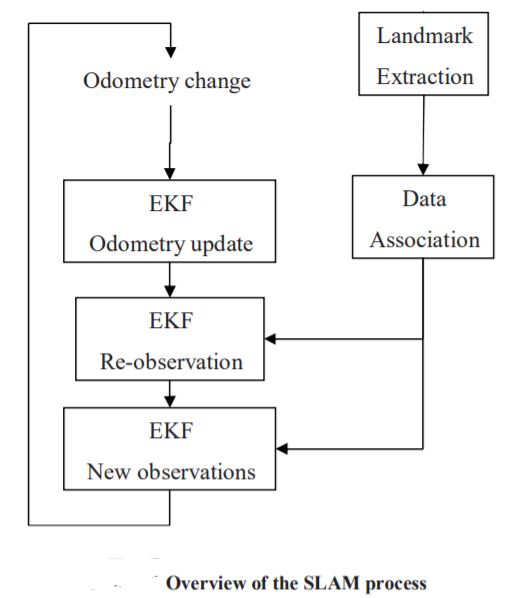 Landmark
Extraction
Odometry change
EKF
Odometry update
Data
Association
EKF
Re-observation
EKF
New observations
Overview of the SLAM process